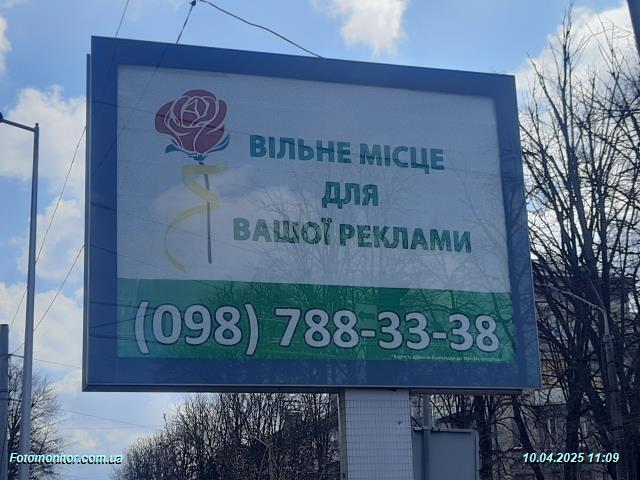 ВІЛЬНЕ МІСЦЕ
ДЛЯ
ВАШОЇ РЕКЛАМИ
(098) 788-33-38
Fotomonitor.com.ua
10.04.2025 11:09